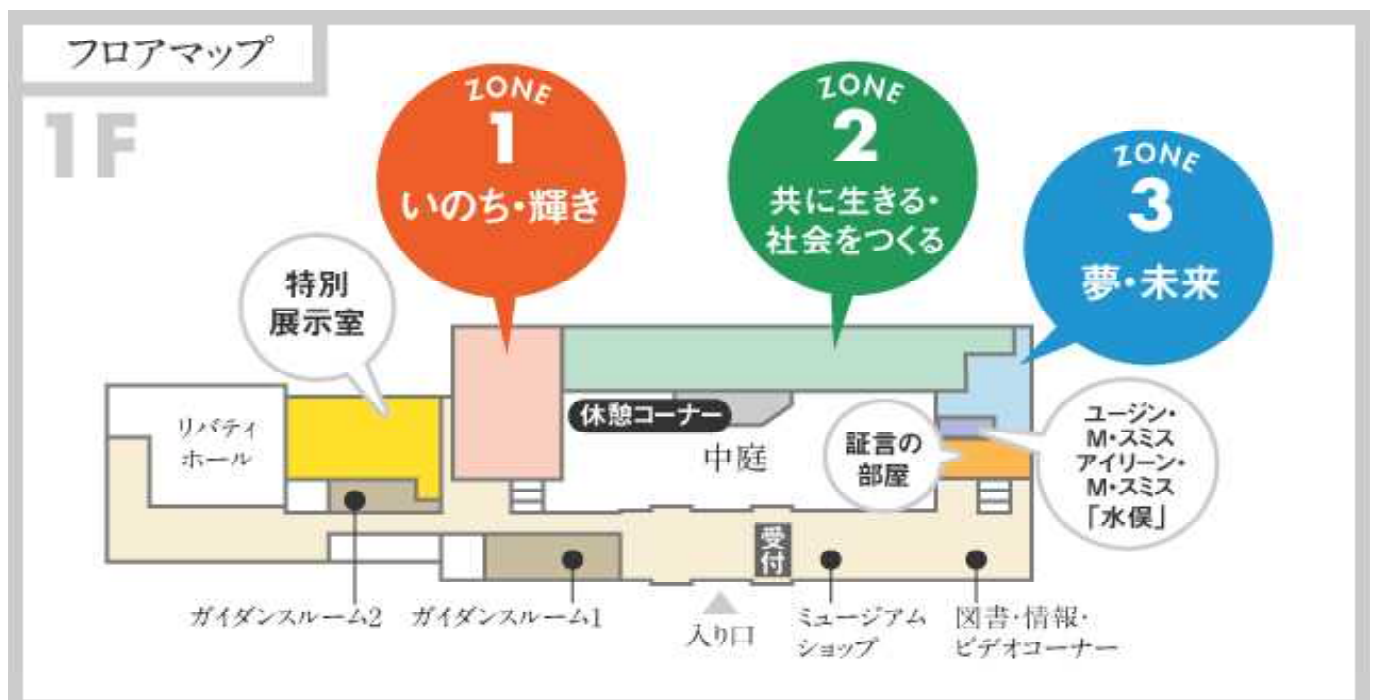 フロアマップ
1F
ZONE
1
いのち・輝き
ZONE
2
共に生きる・
社会をつくる
ZONE
3
夢・未来
特別
展示室
リバティ
ホール
休憩コーナー
中庭
証言の
部屋
ユージン・
M・スミス
アイリーン・
M・スミス
「水俣」
受付
ガイダンスルーム2
ガイダンスルーム1
入り口
ミュージアム
ショップ
図書・情報・
ビデオコーナー